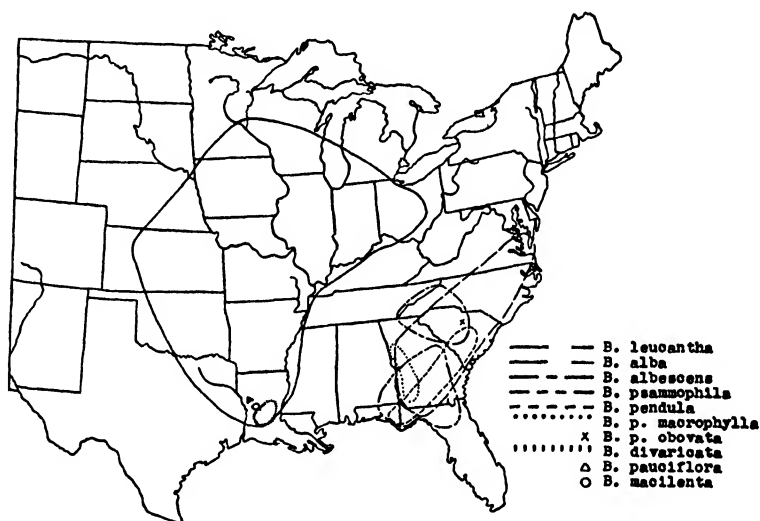 B. leucantha
B. alba
B. albescens
B. psammophila
B. pendula
B. p. macrophylla
B. p. obovata
B. divaricata
B. pauciflora
B. macilenta